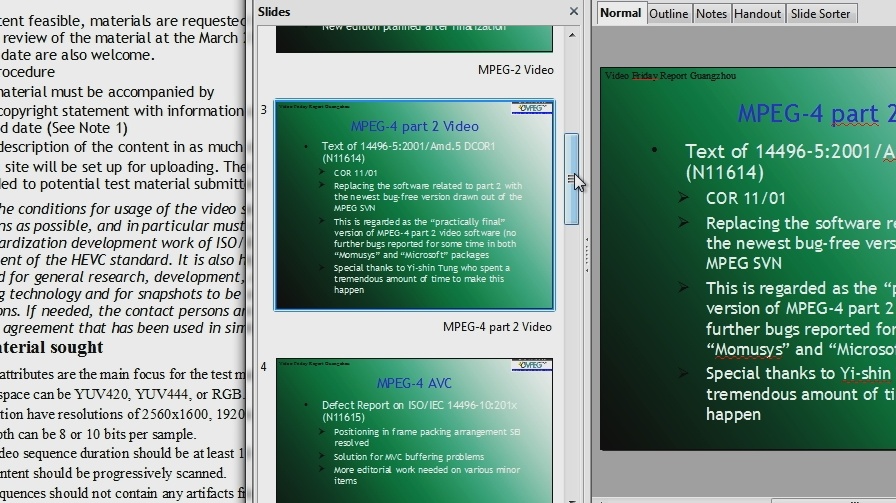 tent feasible, materials are requested
review of the material at the March
date are also welcome.
rocedure
naterial must be accompanied by
copyright statement with information
d date (See Note 1)
description of the content in as much
site will be set up for uploading. The
ded to potential test material submitt
he conditions for usage of the video s
ns as possible, and in particular must
ardization development work of ISO/
ent of the HEVC standard. It is also h
d for general research, development,
g technology and for snapshots to be
ons. If needed, the contact persons ar
agreement that has been used in sim
aterial sought
attributes are the main focus for the test m
space can be YUV420, YUV444, or RGB.
tion have resolutions of 2560x1600, 1920
pth can be 8 or 10 bits per sample.
deo sequence duration should be at least 1
ntent should be progressively scanned.
quences should not contain any artifacts fi
Slides
New edition planned after finalization
MPEG-2 Video
3
Video Friday Report Guangzhou
MPEG-4 part 2 Video
Text of 14496-5:2001/Amd.5 DCOR1
(N11614)
COR 11/01
Replacing the software related to part 2 with
the newest bug-free version drawn out of the
MPEG SVN
This is regarded as the “practically final”
version of MPEG-4 part 2 video software (no
further bugs reported for some time in both
“Momusys” and “Microsoft” packages
Special thanks to Yi-shin Tung who spent a
tremendous amount of time to make this
happen
MPEG-4 part 2 Video
4
Video Friday Report Guangzhou
MPEG-4 AVC
Defect Report on ISO/IEC 14496-10:201x
(N11615)
Positioning in frame packing arrangement SEI
resolved
Solution for MVC buffering problems
More editorial work needed on various minor
items
Normal Outline Notes Handout Slide Sorter
Video Friday Report Guangzhou
MPEG-4 part 2
Text of 14496-5:2001/A
(N11614)
COR 11/01
Replacing the software re
the newest bug-free vers
MPEG SVN
This is regarded as the “p
version of MPEG-4 part 2
further bugs reported for
“Momusys” and “Microso
Special thanks to Yi-shin
tremendous amount of ti
happen